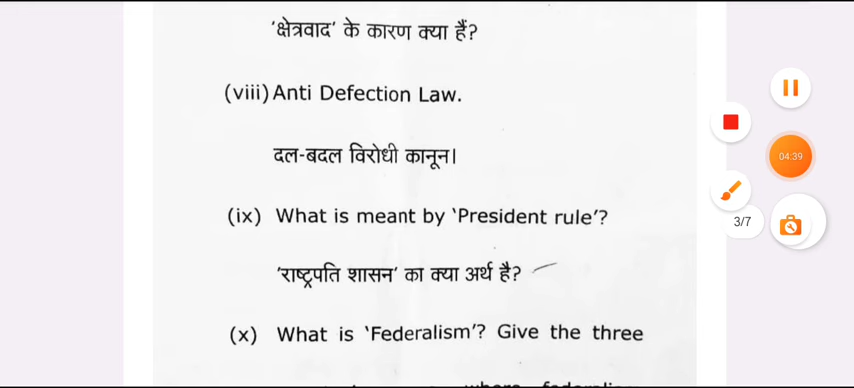 'क्षेत्रवाद' के कारण क्या हैं?
(viii) Anti Defection Law.
दल-बदल विरोधी कानून।
(ix) What is meant by 'President rule'?
'राष्ट्रपति शासन' का क्या अर्थ है?
(x) What is 'Federalism'? Give the three
04:39
3/7